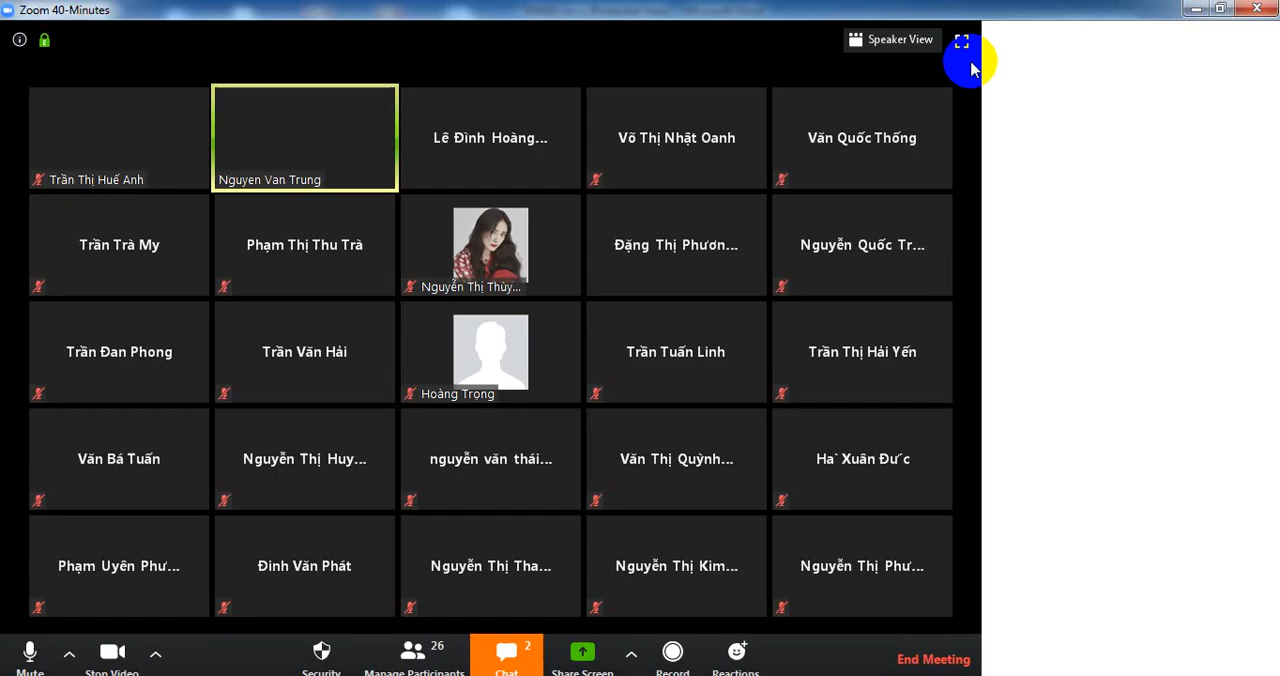 Zoom 40-Minutes
Speaker View
Trần Thị Huế Anh
Nguyen Van Trung
Lê Đình Hoàng...
Võ Thị Nhật Oanh
Văn Quốc Thống
Trần Trà My
Phạm Thị Thu Trà
Nguyễn Thị Thùy...
Đặng Thị Phươn...
Nguyễn Quốc Tr...
Trần Đan Phong
Trần Văn Hải
Hoàng Trọng
Trần Tuấn Linh
Trần Thị Hải Yến
Văn Bá Tuấn
Nguyễn Thị Huy...
nguyễn văn thái...
Văn Thị Quỳnh...
Ha` Xuân Đư´c
Phạm Uyên Phư...
Đinh Văn Phát
Nguyễn Thị Tha...
Nguyễn Thị Kim...
Nguyễn Thị Phư...
26
2
Mute
Stop Video
Security
Manage Participants
Chat
Share Screen
Record
Reactions
End Meeting